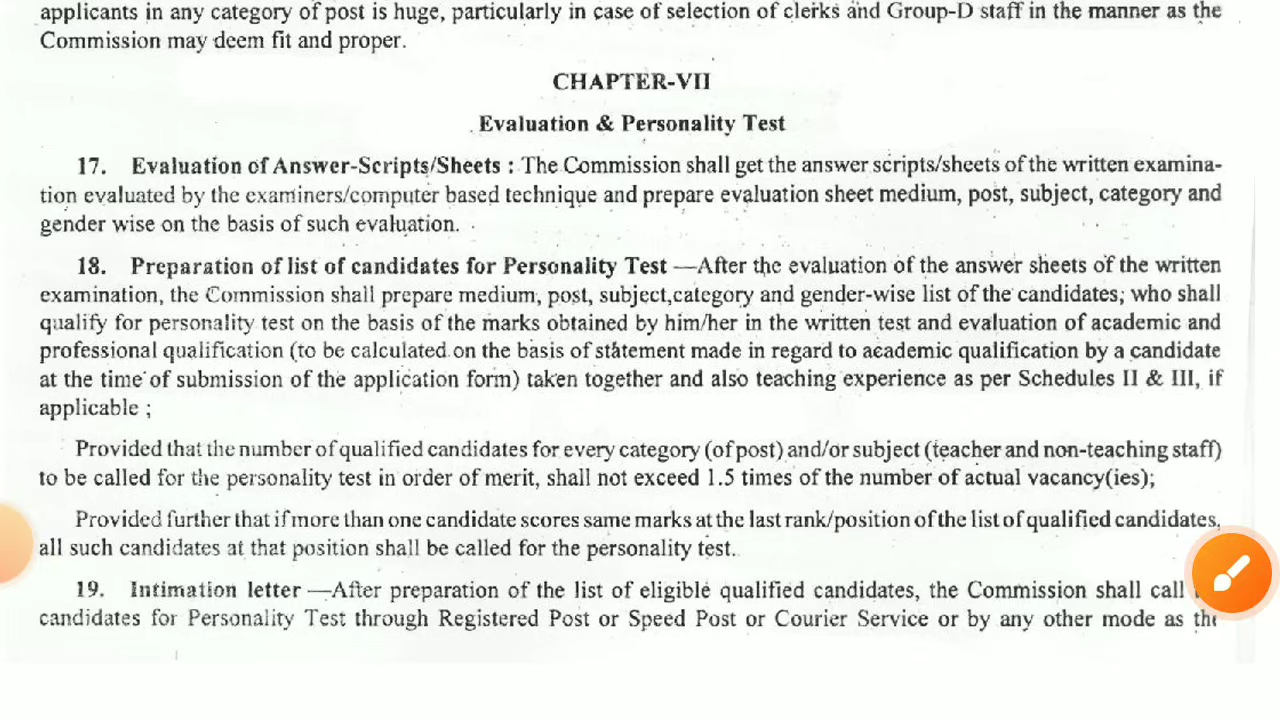 applicants in any category of post is huge, particularly in case of selection of clerks and Group-D staff in the manner as the
Commission may deem fit and proper.
CHAPTER-VII
Evaluation & Personality Test
17. Evaluation of Answer-Scripts/Sheets : The Commission shall get the answer scripts/sheets of the written examina-
tion evaluated by the examiners/computer based technique and prepare evaluation sheet medium, post, subject, category and
gender wise on the basis of such evaluation.
18. Preparation of list of candidates for Personality Test —After the evaluation of the answer sheets of the written
examination, the Commission shall prepare medium, post, subject,category and gender-wise list of the candidates; who shall
qualify for personality test on the basis of the marks obtained by him/her in the written test and evaluation of academic and
professional qualification (to be calculated on the basis of statement made in regard to academic qualification by a candidate
at the time of submission of the application form) taken together and also teaching experience as per Schedules II & III, if
applicable ;
Provided that the number of qualified candidates for every category (of post) and/or subject (teacher and non-teaching staff)
to be called for the personality test in order of merit, shall not exceed 1.5 times of the number of actual vacancy(ies);
Provided further that if more than one candidate scores same marks at the last rank/position of the list of qualified candidates,
all such candidates at that position shall be called for the personality test.
19. Intimation letter —After preparation of the list of eligible qualified candidates, the Commission shall call
candidates for Personality Test through Registered Post or Speed Post or Courier Service or by any other mode as